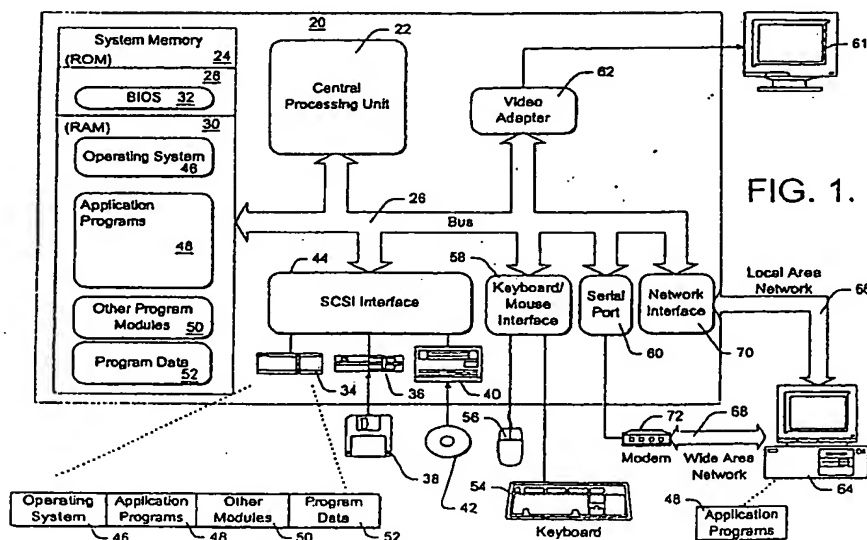 20
System Memory
(ROM) 24
28
BIOS 32
(RAM) 30
Operating System
46
Application
Programs
48
Other Program
Modules 50
Program Data
52
22
Central
Processing Unit
62
Video
Adapter
61
FIG. 1.
26
Bus
44
SCSI Interface
58
Keyboard/
Mouse
Interface
Serial
Port
60
Network
Interface
70
Local Area
Network
66
34
36
40
38
42
56
54
Keyboard
72
Modem
68
Wide Area
Network
64
48
Application
Programs
Operating
System
Application
Programs
Other
Modules
Program
Data
46
48
50
52